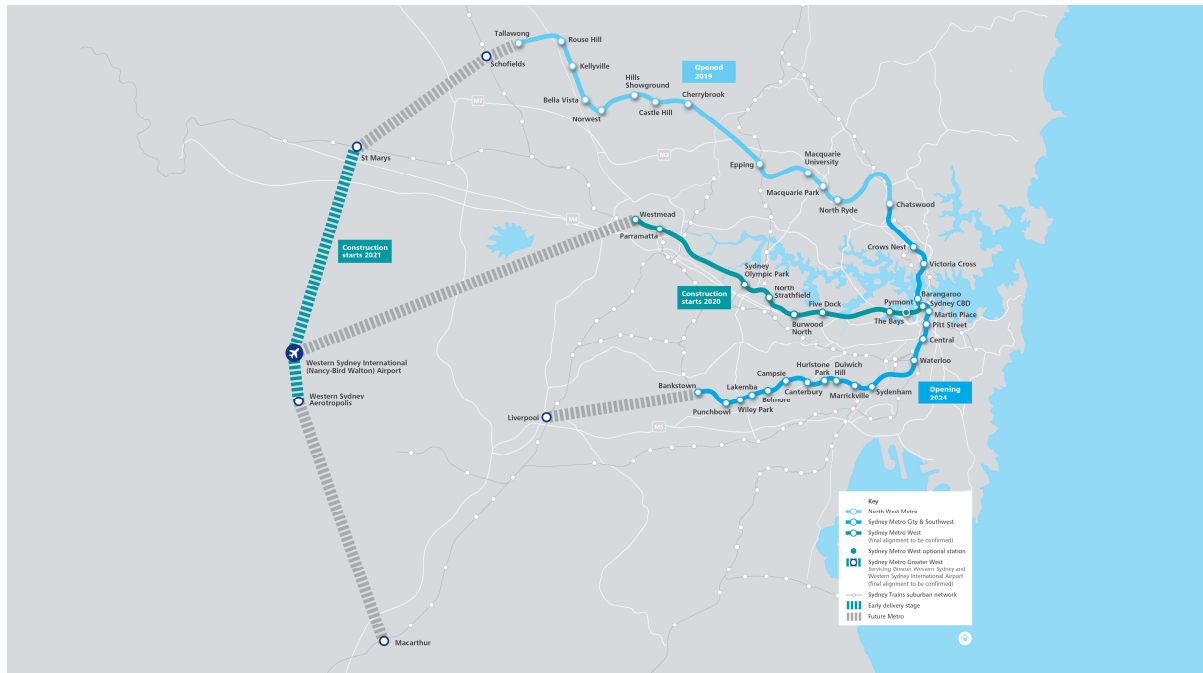 Tallawong
Rouse Hill
Schofields
Kellyville
Opened
2019
Hills
Showground
Cherrybrook
Bella Vista
Castle Hill
Norwest
M7
St Marys
M2
Macquarie
University
Epping
Macquarie Park
North Ryde
Chatswood
Westmead
M4
Parramatta
Crows Nest
Construction
starts 2021
Victoria Cross
Sydney
Olympic Park
Construction
starts 2020
North
Strathfield
Five Dock
Pymont
Barangaroo
Sydney CBD
Martin Place
The Bays
Pitt Street
Burwood
North
Central
Western Sydney International
(Nancy-Bird Walton) Airport
Waterloo
Hurlstone
Park
Dulwich
Hill
Campsie
Bankstown
Lakemba
Canterbury
Marrickville
Sydenham
Opening
2024
Western Sydney
Aerotropolis
Belmore
Punchbowl
Wiley Park
Liverpool
M5
Macarthur
Key
North West Metro
Sydney Metro City & Southwest
Sydney Metro West
(final alignment to be confirmed)
Sydney Metro West optional station
Sydney Metro Greater West
Servicing Greater Western Sydney and
Western Sydney International Airport
(final alignment to be confirmed)
Sydney Trains suburban network
Early delivery stage
Future Metro